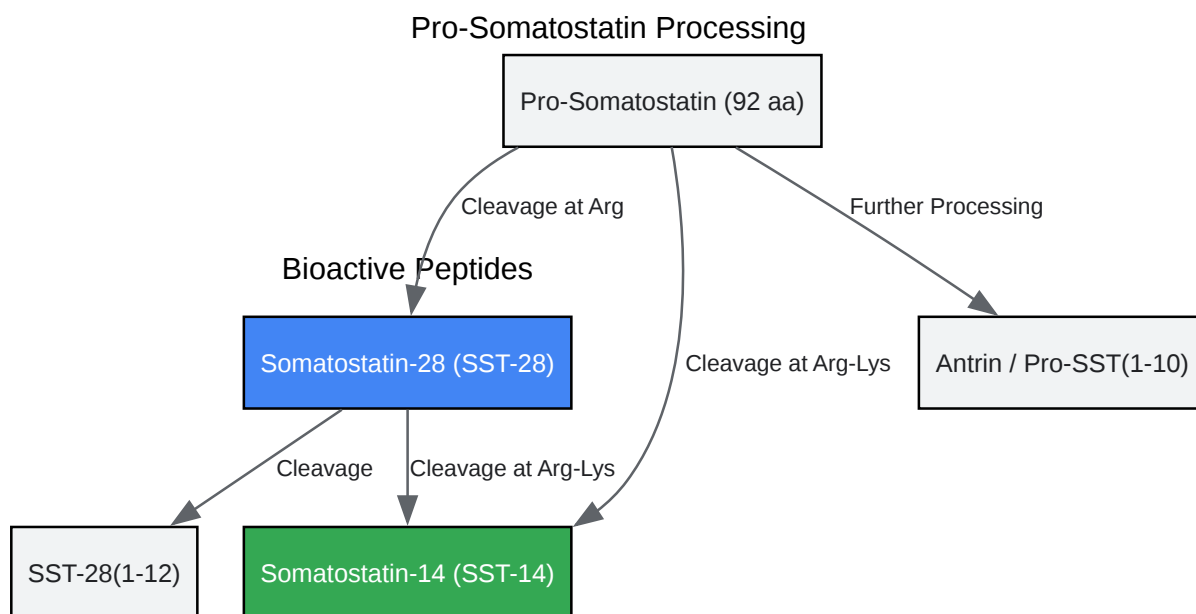 Pro-Somatostatin Processing
Pro-Somatostatin (92 aa)
Cleavage at Arg
Further Processing
Bioactive Peptides
Somatostatin-28 (SST-28)
Cleavage at Arg-Lys
Antrin / Pro-SST(1-10)
Cleavage
Cleavage at Arg-Lys
SST-28(1-12)
Somatostatin-14 (SST-14)